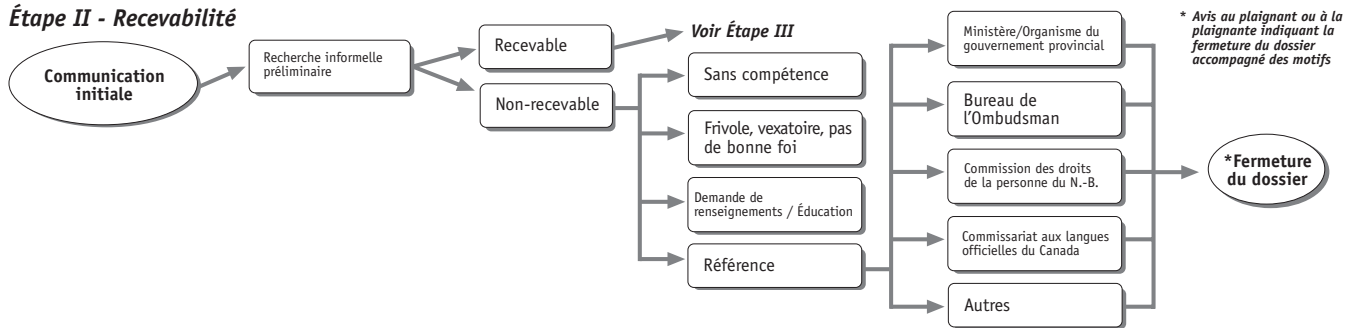 Étape II - Recevabilité
Communication
initiale
Recherche informelle
préliminaire
Recevable
Non-recevable
Voir Étape III
Sans compétence
Frivole, vexatoire, pas
de bonne foi
Demande de
renseignements / Éducation
Référence
Ministère/Organisme du
gouvernement provincial
Bureau de
l'Ombudsman
Commission des droits
de la personne du N.-B.
Commissariat aux langues
officielles du Canada
Autres
* Avis au plaignant ou à la
plaignante indiquant la
fermeture du dossier
accompagné des motifs
*Fermeture
du dossier